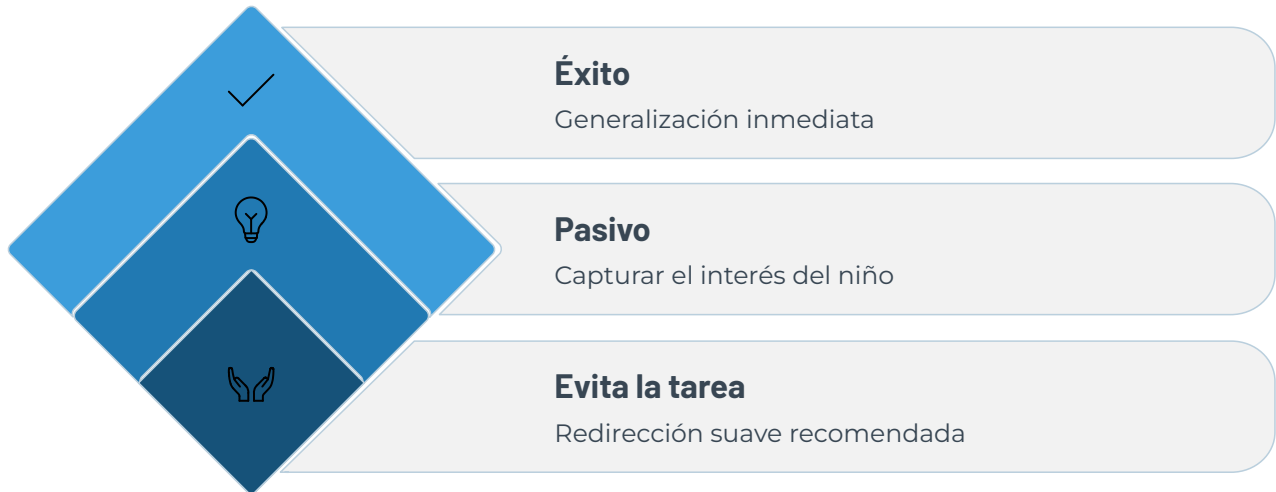 Éxito
Generalización inmediata
Pasivo
Capturar el interés del niño
Evita la tarea
Redirección suave recomendada